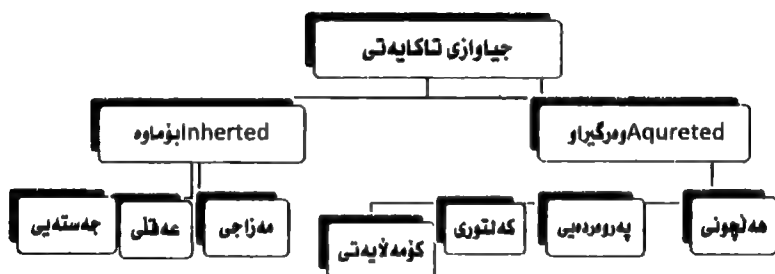 جیاوازی تاکایەتی
Aquretedوەرگیراو
Inhertedبۆماوە
هەڵچونی
پەروەردەیی
کەلتوری
کۆمەڵایەتی
مەزاجی
عەقڵی
جەستەیی